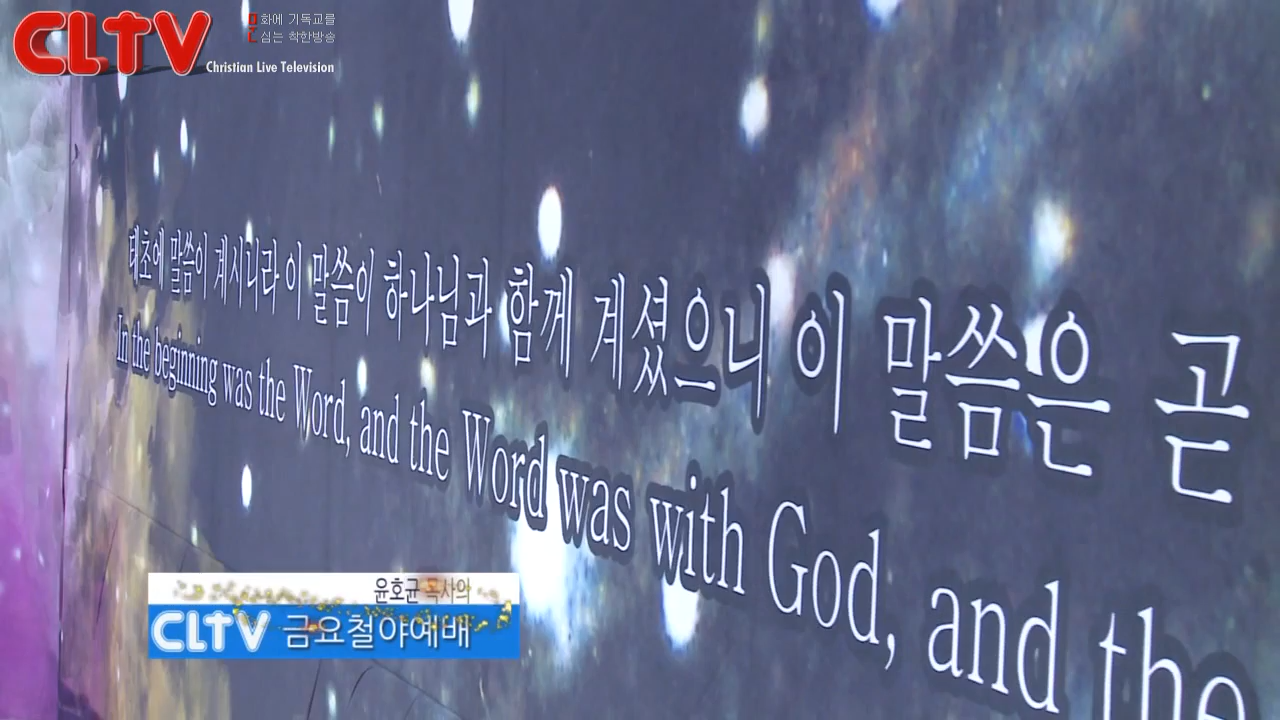 CLTV
문화에 기독교를
심는 착한방송
Christian Live Television
태초에 말씀이 계시니라 이 말씀이 하나님과 함께 계셨으니 이 말씀은 곧
In the beginning was the Word, and the Word was with God, and the
윤호균 목사의
CLTV 금요철야예배